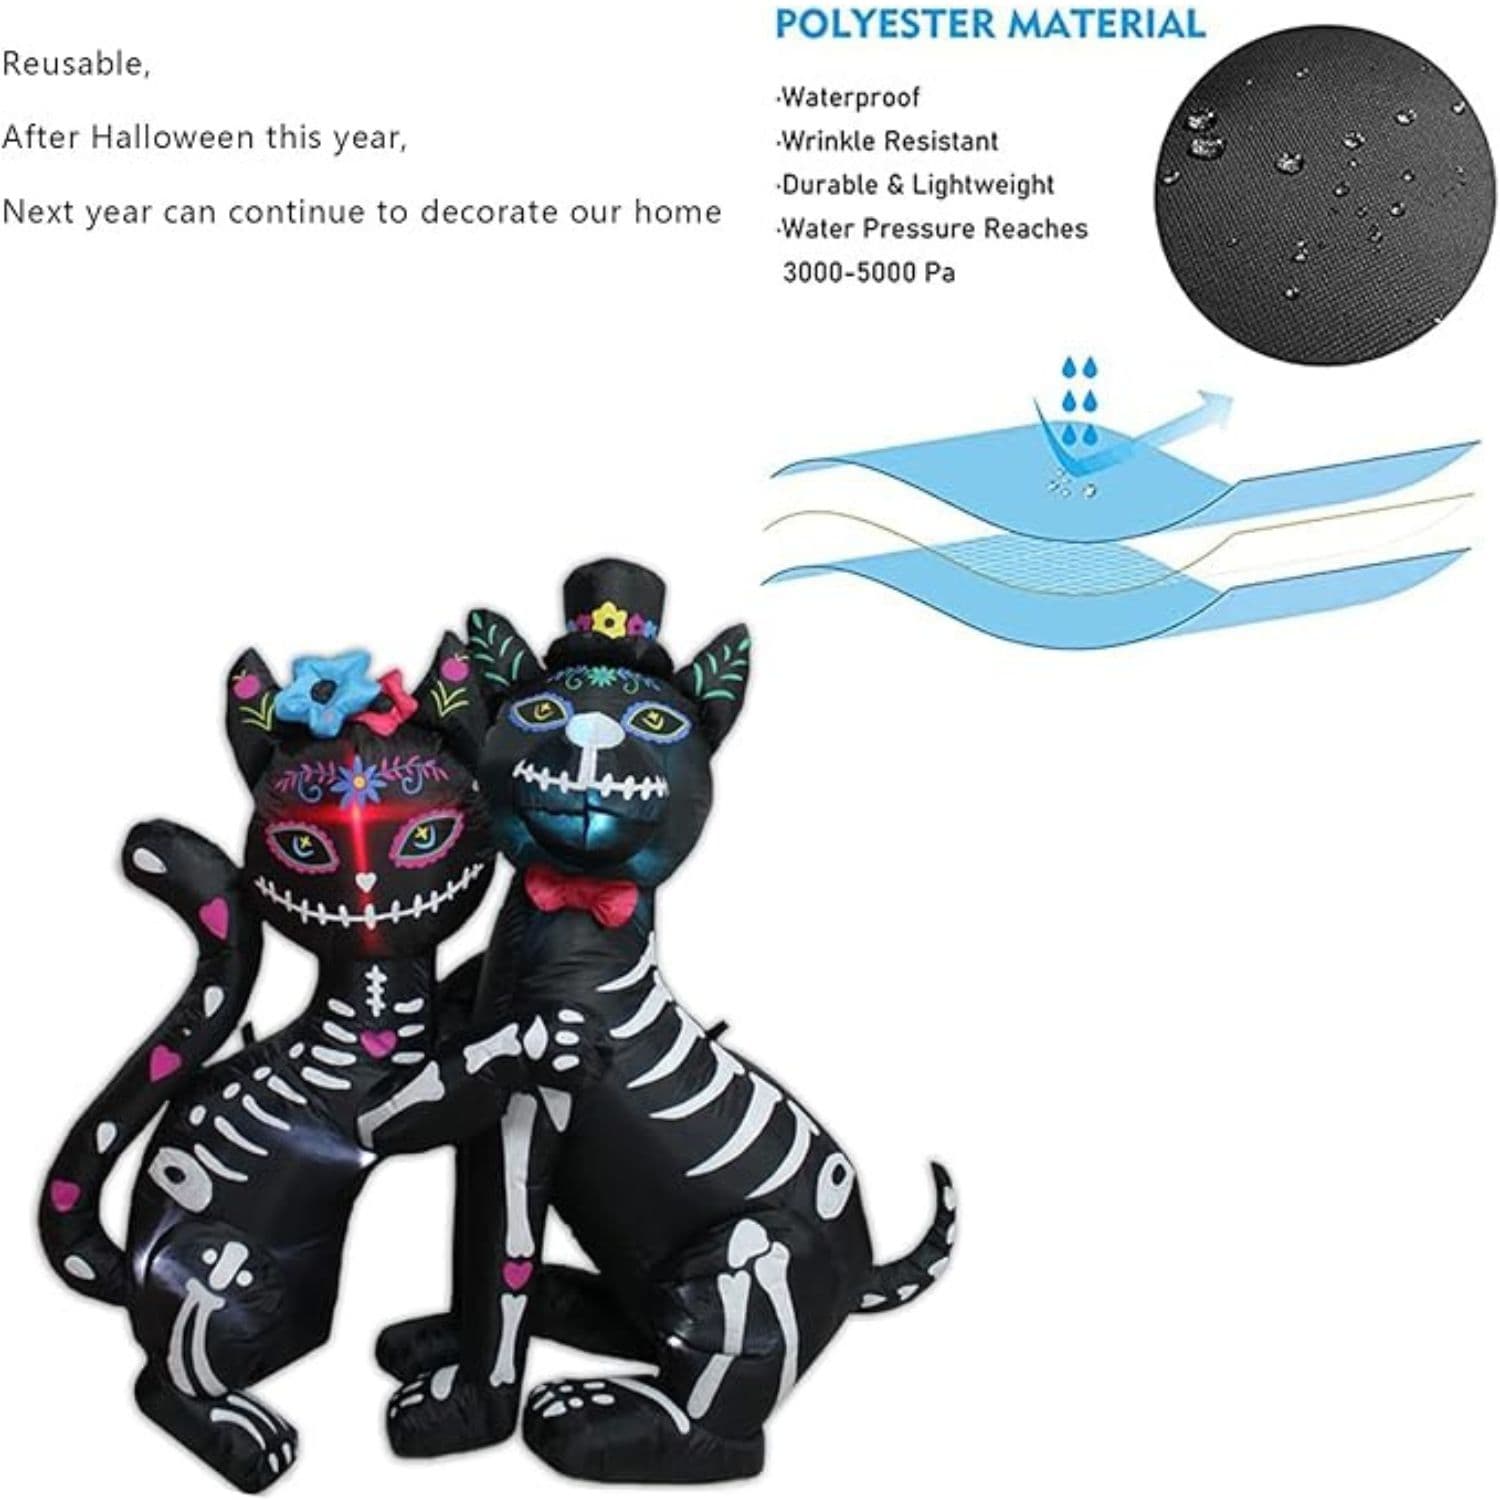 Reusable,
After Halloween this year,
Next year can continue to decorate our home
POLYESTER MATERIAL
·Waterproof
·Wrinkle Resistant
·Durable & Lightweight
·Water Pressure Reaches
3000-5000 Pa